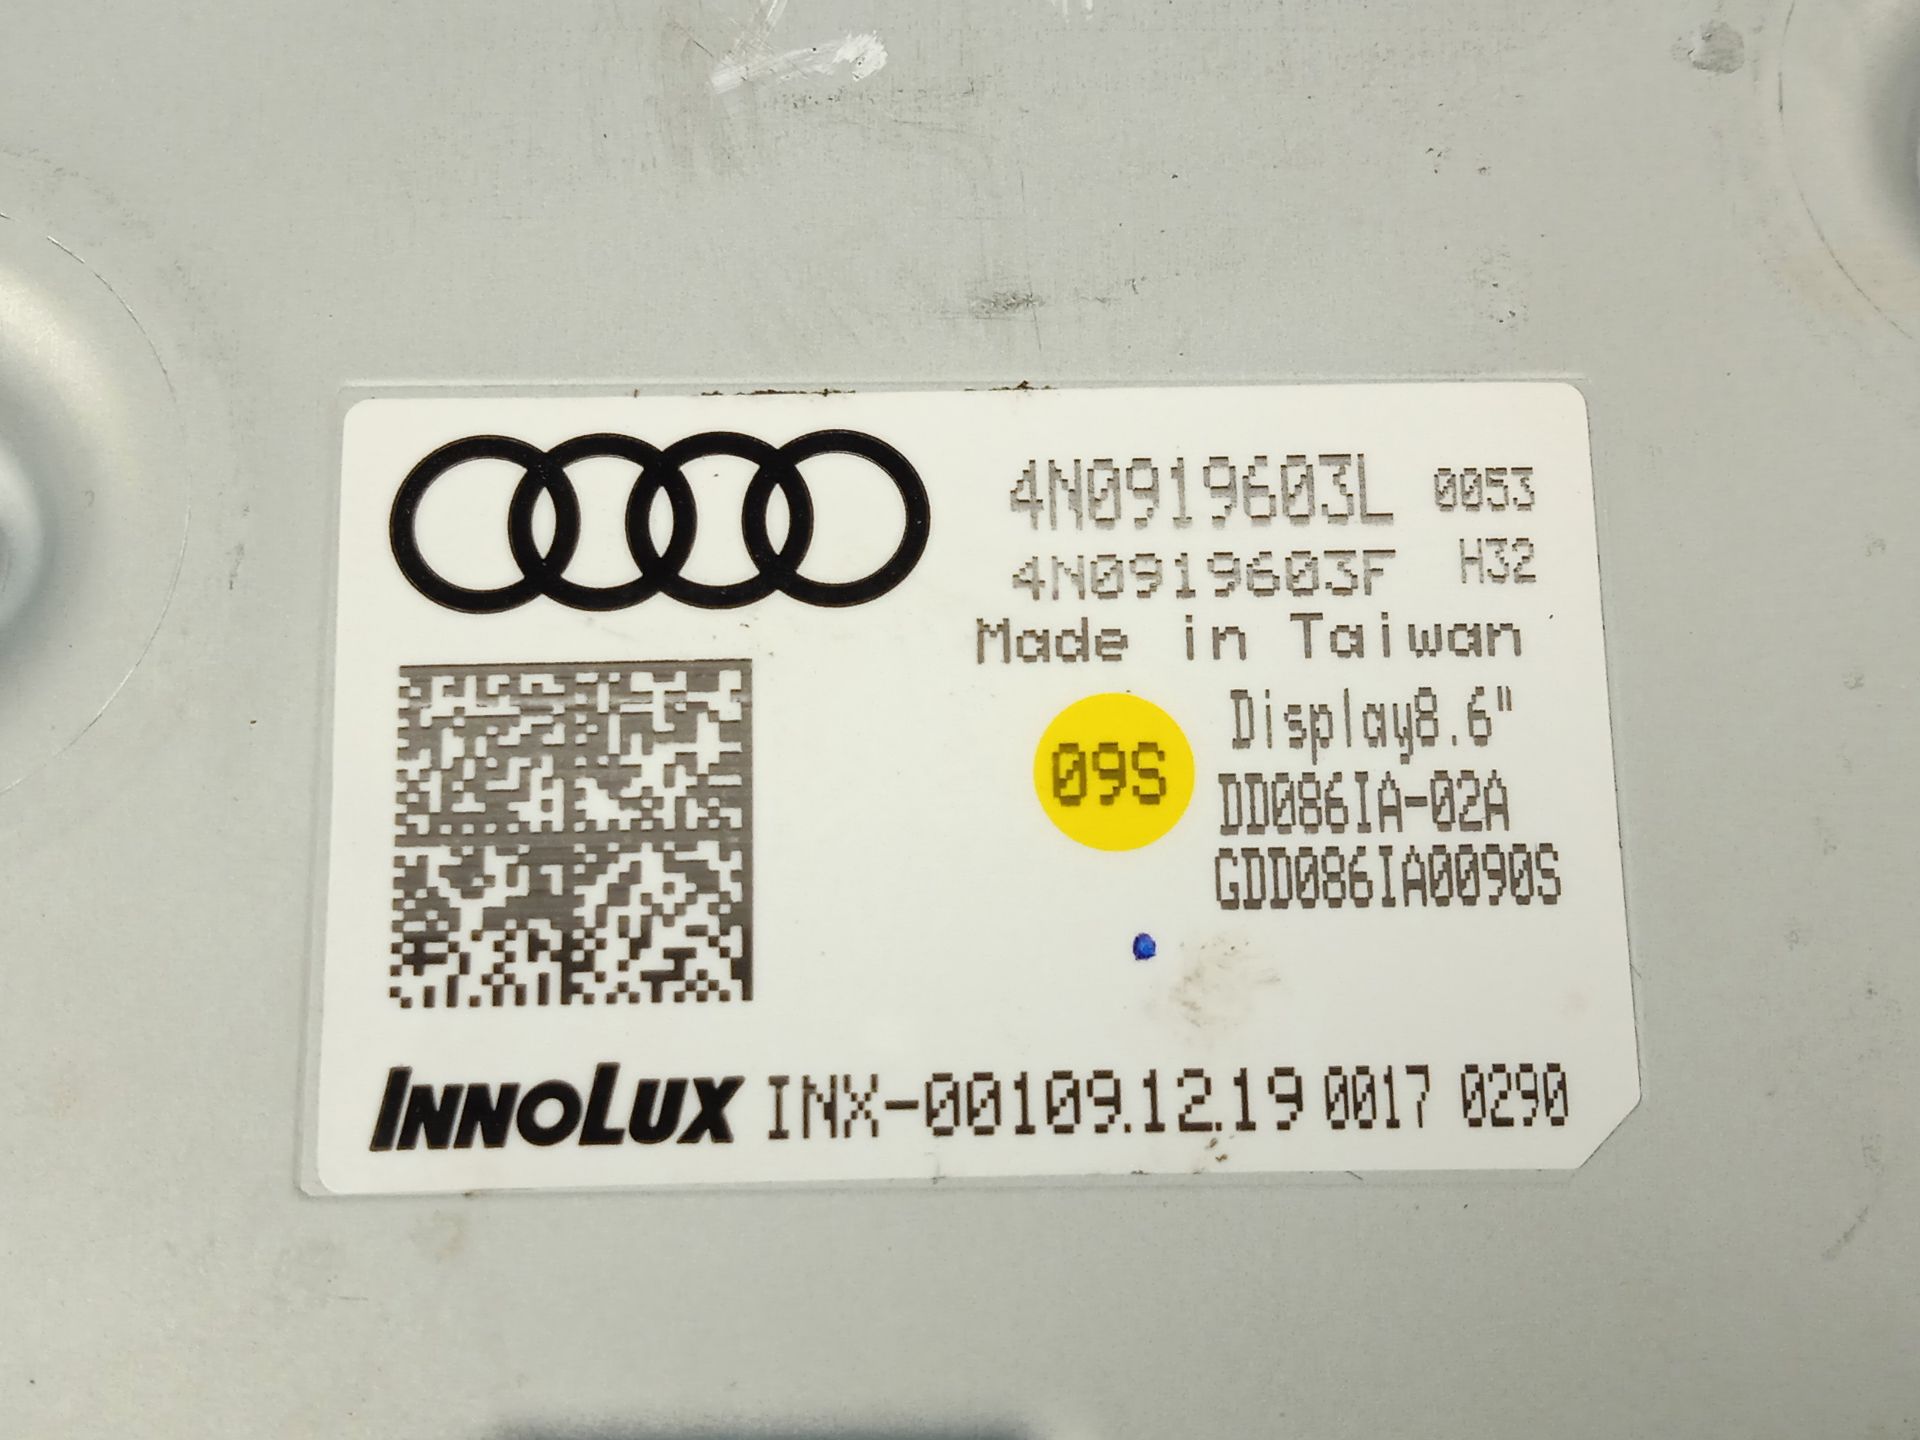 4N0919603L 0053
4N0919603F H32
Made in Taiwan
Display8.6"
09S
DD086IA-02A
GDD086IA0090S
INNOLUX INX-00109.12.19 0017 0290